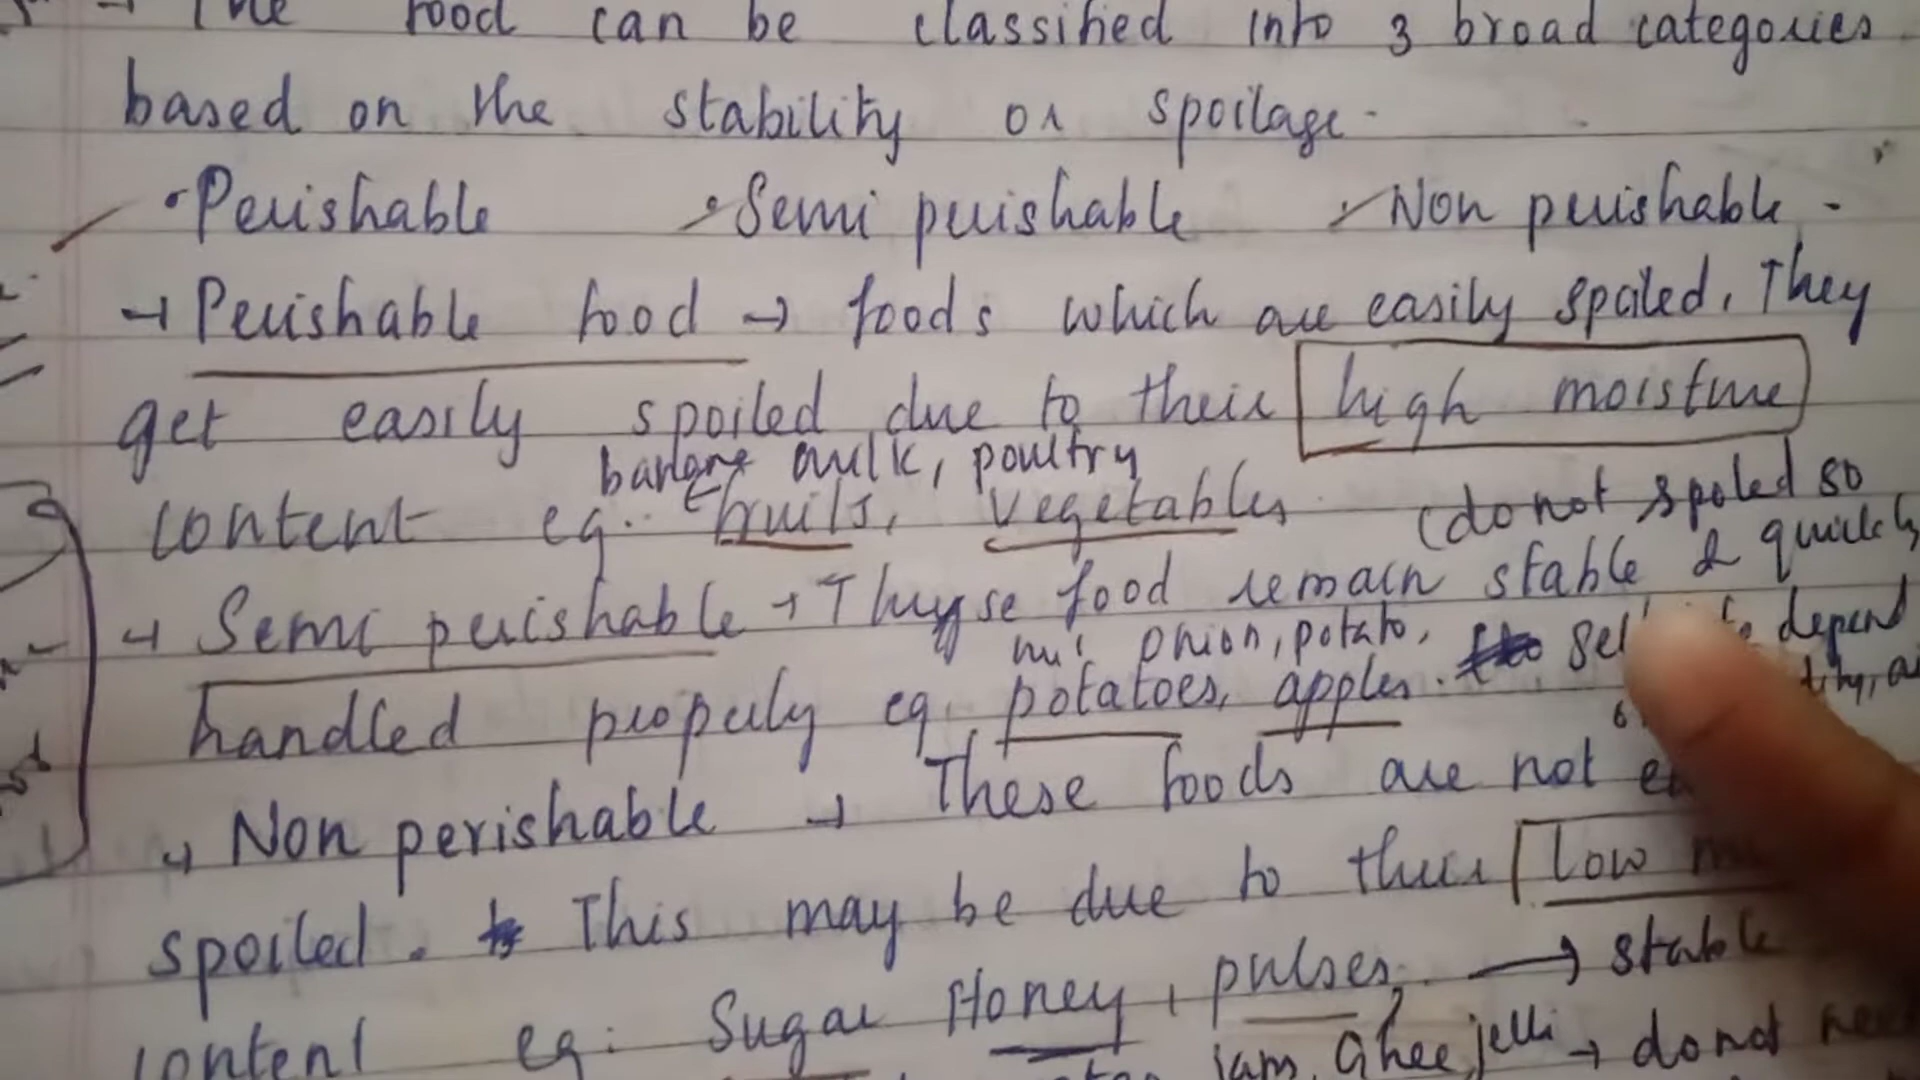 The food can be classified into 3 broad categories
based on the stability or spoilage.
• Perishable • Semi perishable • Non perishable.
→ Perishable food → foods which are easily spoiled. They
get easily spoiled due to their high moisture
milk, poultry
content eg. fruits, vegetables (do not spoled so
→ Semi perishable → These food remain stable & quickly
onion, potato, depend
handled properly eg. potatoes, apples.
→ Non perishable → These foods are not
spoiled. This may be due to their low
content eg: Sugar Honey, pulses, → stable
jam, Ghee, jelli → do not